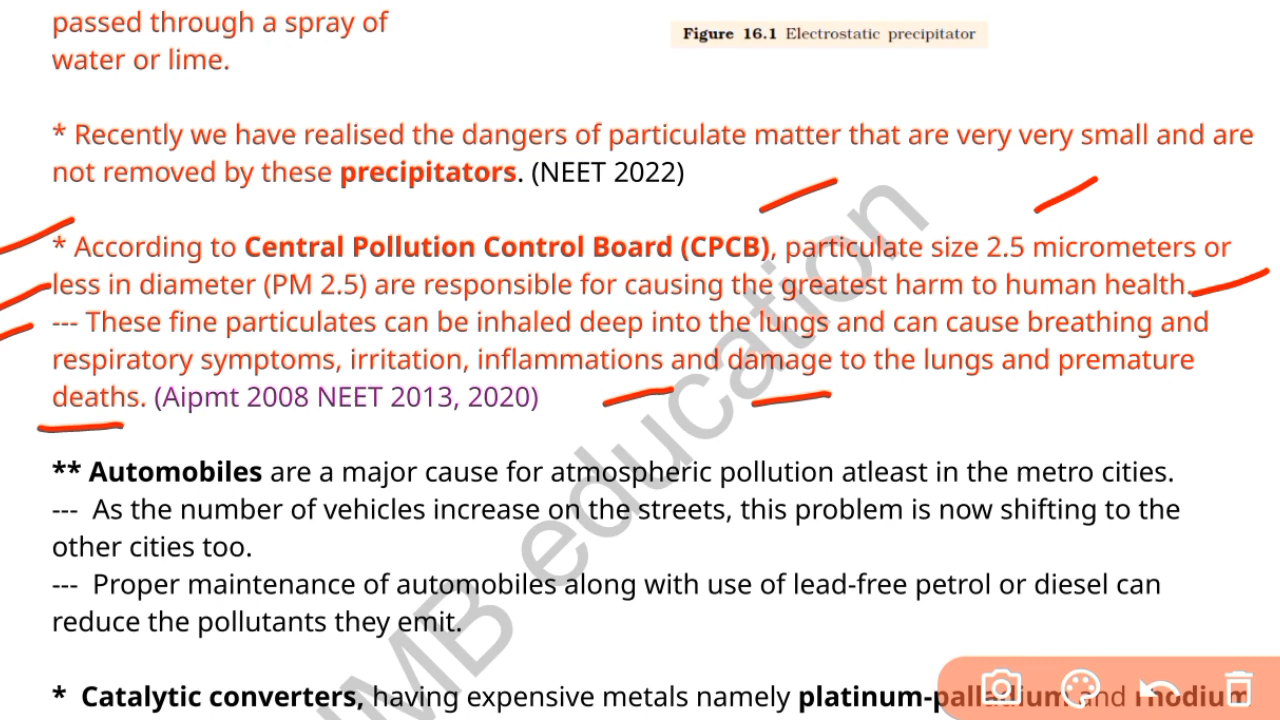 passed through a spray of
water or lime.
Figure 16.1 Electrostatic precipitator
* Recently we have realised the dangers of particulate matter that are very very small and are
not removed by these precipitators. (NEET 2022)
* According to Central Pollution Control Board (CPCB), particulate size 2.5 micrometers or
less in diameter (PM 2.5) are responsible for causing the greatest harm to human health.
--- These fine particulates can be inhaled deep into the lungs and can cause breathing and
respiratory symptoms, irritation, inflammations and damage to the lungs and premature
deaths. (Aipmt 2008 NEET 2013, 2020)
** Automobiles are a major cause for atmospheric pollution atleast in the metro cities.
--- As the number of vehicles increase on the streets, this problem is now shifting to the
other cities too.
--- Proper maintenance of automobiles along with use of lead-free petrol or diesel can
reduce the pollutants they emit.
* Catalytic converters, having expensive metals namely platinum-palladium and rhodium
MB education